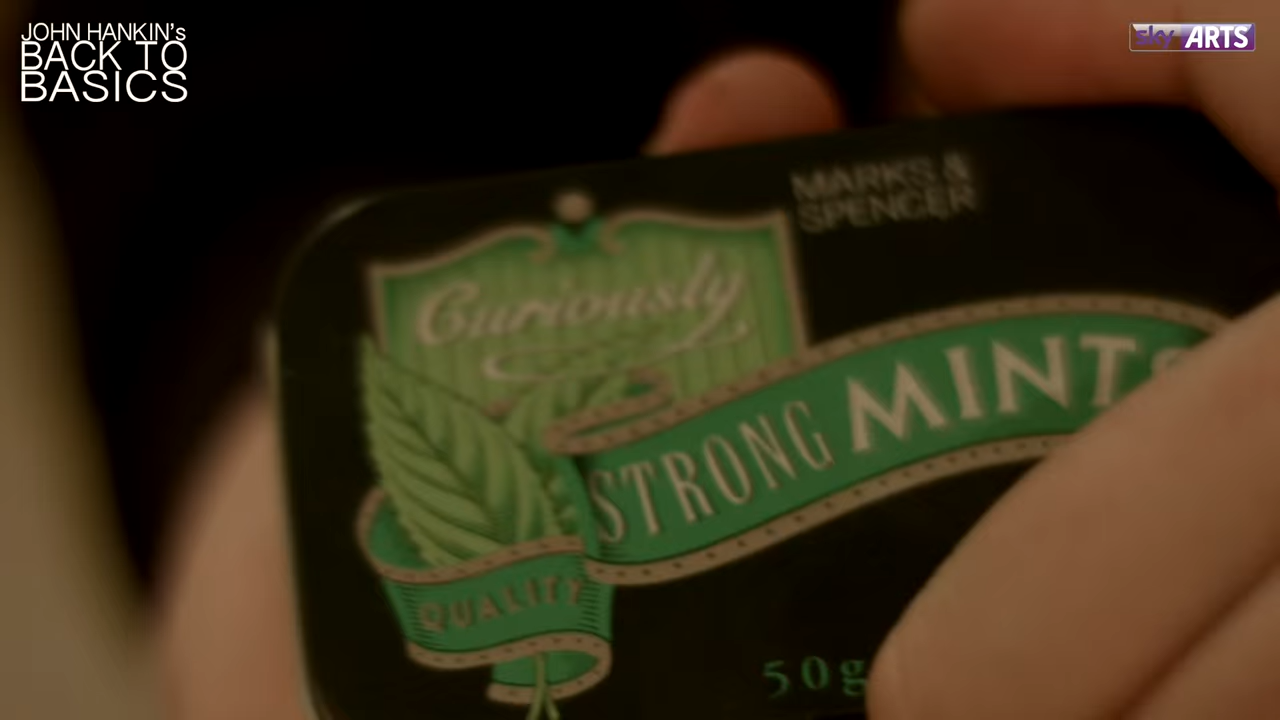 JOHN HANKIN's
BACK TO
BASICS
sky ARTS
MARKS &
SPENCER
Curiously
STRONG MINTS
QUALITY
50g